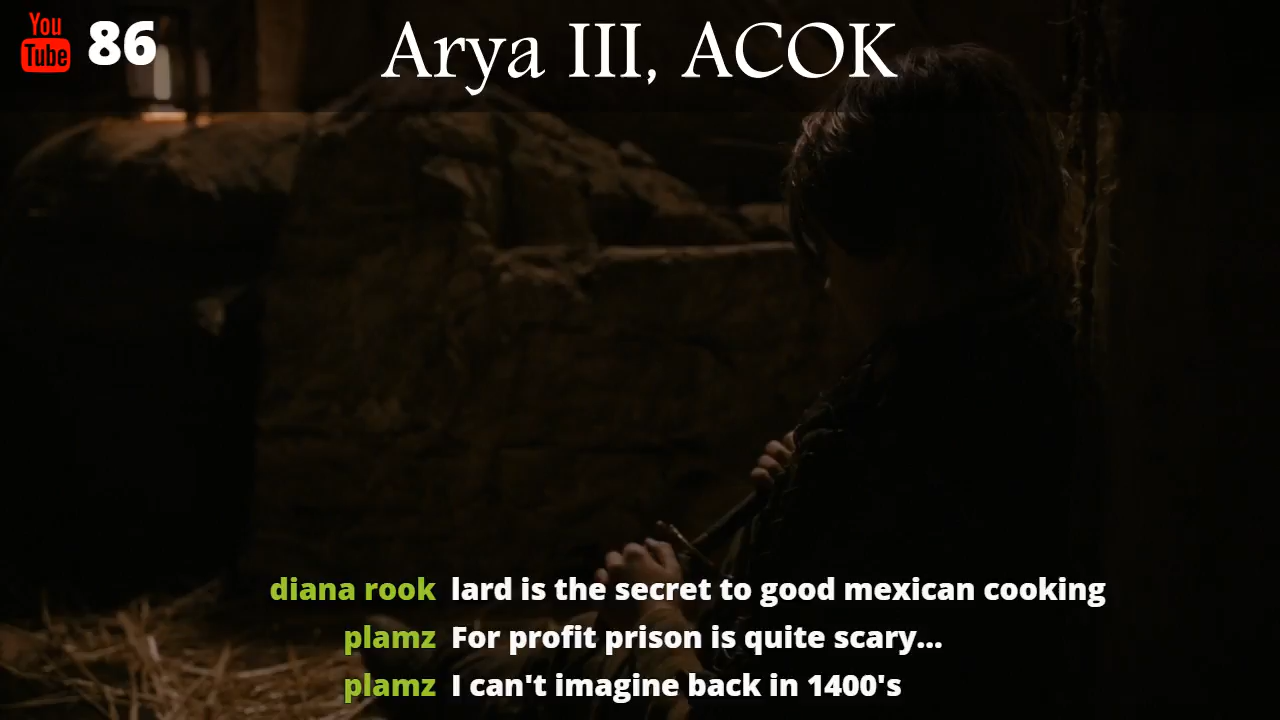 You
Tube
86
Arya III, ACOK
diana rook lard is the secret to good mexican cooking
plamz For profit prison is quite scary...
plamz I can't imagine back in 1400's